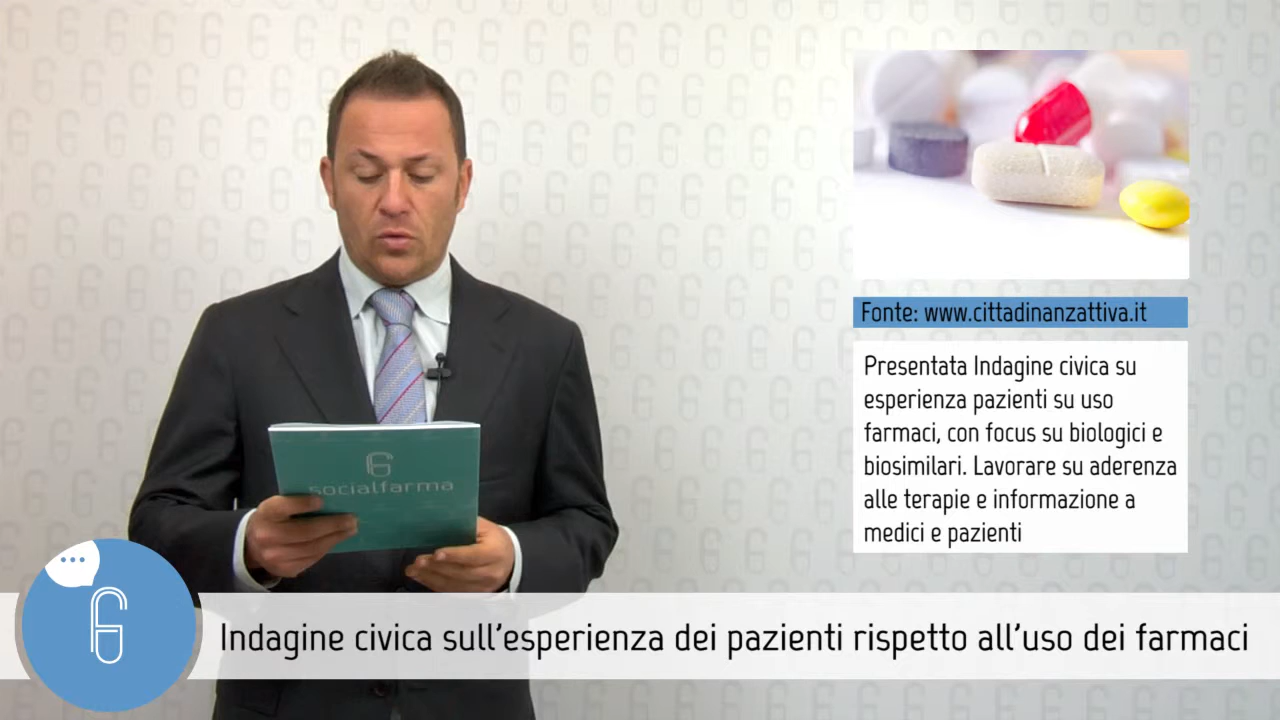 Fonte: www.cittadinanzattiva.it
Presentata Indagine civica su
esperienza pazienti su uso
farmaci, con focus su biologici e
biosimilari. Lavorare su aderenza
alle terapie e informazione a
medici e pazienti
socialfarma
Indagine civica sull'esperienza dei pazienti rispetto all'uso dei farmaci